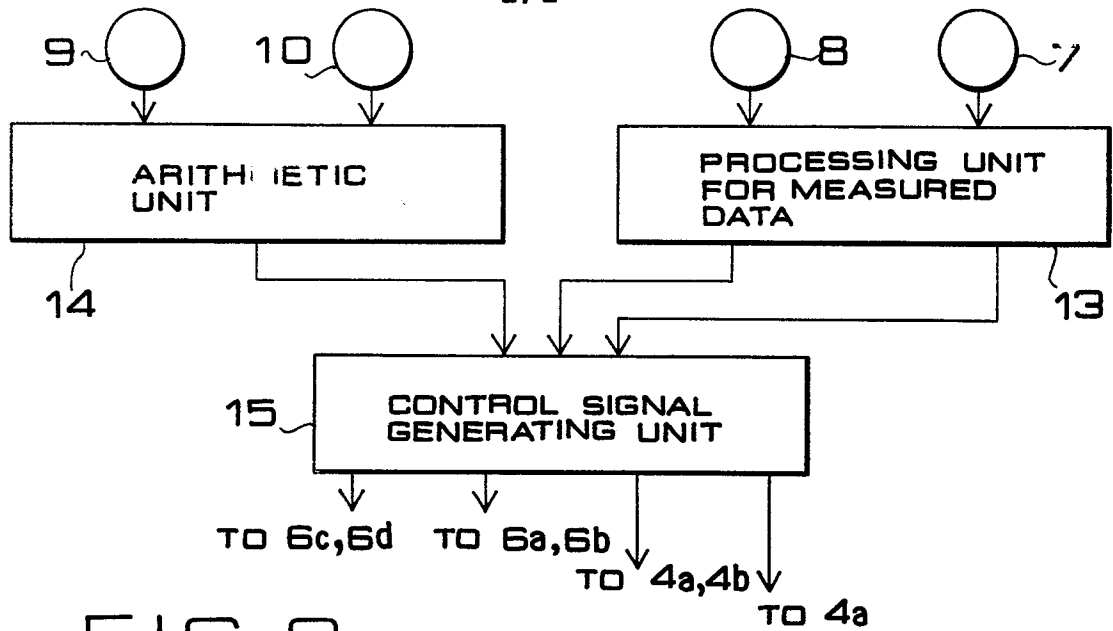 9
10
8
7
ARITHMETIC
UNIT
PROCESSING UNIT
FOR MEASURED
DATA
14
13
15
CONTROL SIGNAL
GENERATING UNIT
TO 6c,6d
TO 6a,6b
TO 4a,4b
TO 4a